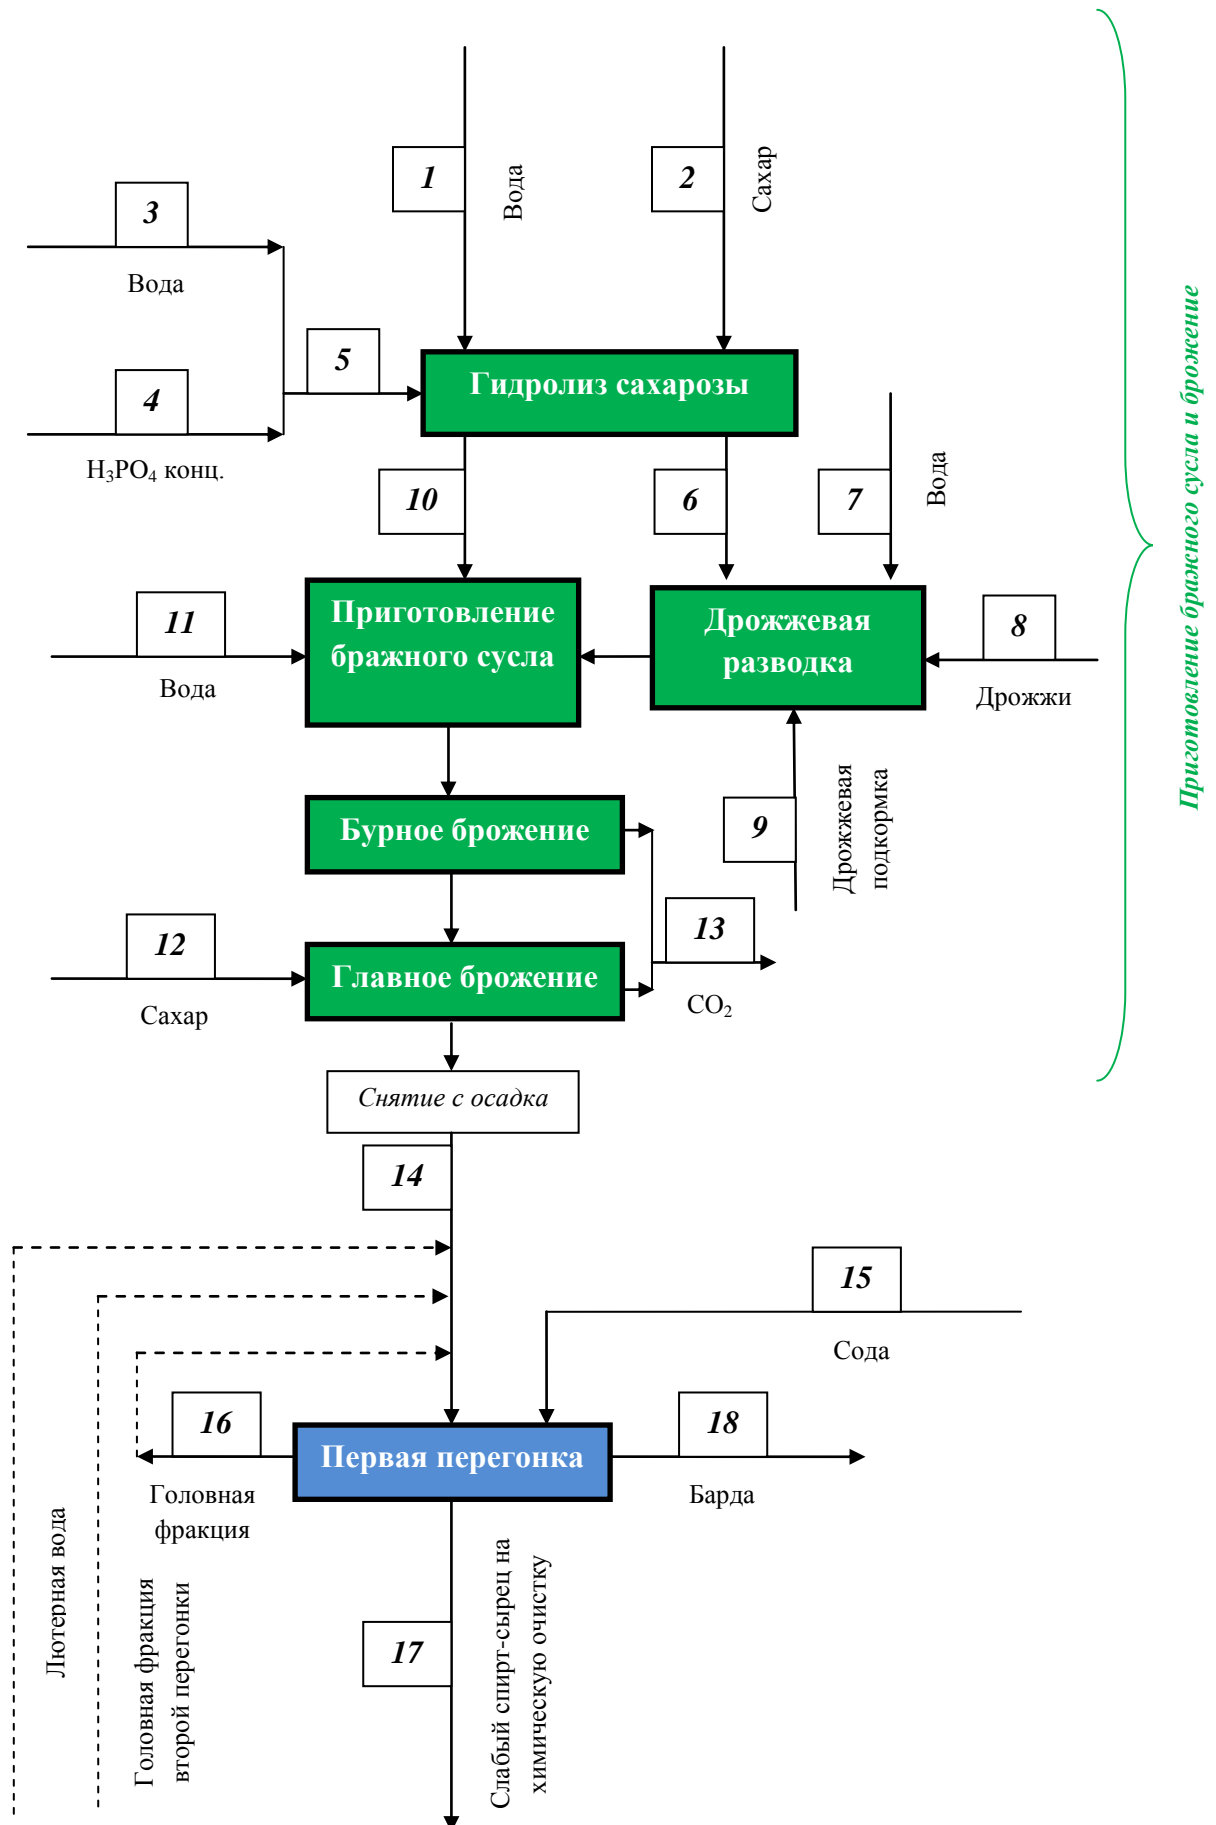 1
Вода
2
Сахар
3
Вода
4
H₃PO₄ конц.
5
Гидролиз сахарозы
10
6
7
Вода
11
Вода
Приготовление
бражного сусла
Дрожжевая
разводка
8
Дрожжи
9
Дрожжевая
подкормка
Бурное брожение
12
Сахар
Главное брожение
13
CO₂
Снятие с осадка
14
15
Сода
16
Головная
фракция
Первая перегонка
18
Барда
17
Слабый спирт-сырец на
химическую очистку
Лютерная вода
Головная фракция
второй перегонки
Приготовление бражного сусла и брожение